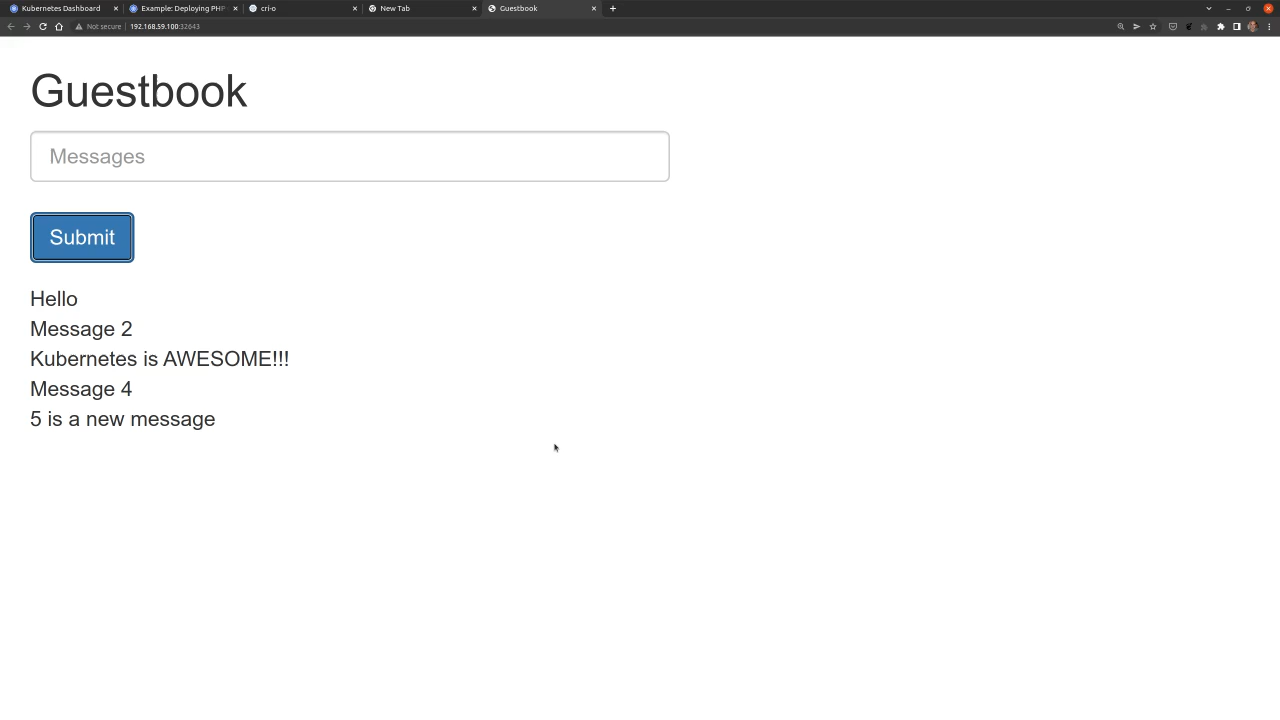 Kubernetes Dashboard
Example: Deploying PHP
cri-o
New Tab
Guestbook
Not secure
192.168.59.100:32643
Guestbook
Messages
Submit
Hello
Message 2
Kubernetes is AWESOME!!!
Message 4
5 is a new message